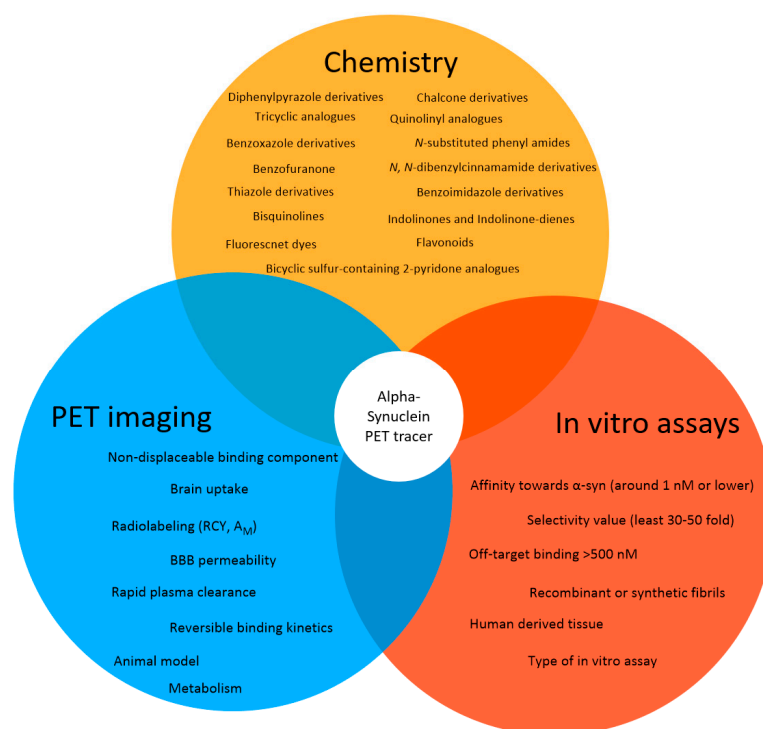 Chemistry
Diphenylpyrazole derivatives
Chalcone derivatives
Tricyclic analogues
Quinolinyl analogues
Benzoxazole derivatives
N-substituted phenyl amides
Benzofuranone
N, N-dibenzylcinnamamide derivatives
Thiazole derivatives
Benzoimidazole derivatives
Bisquinolines
Indolinones and Indolinone-dienes
Fluorescnet dyes
Flavonoids
Bicyclic sulfur-containing 2-pyridone analogues
Alpha-
Synuclein
PET tracer
PET imaging
Non-displaceable binding component
Brain uptake
Radiolabeling (RCY, AM)
BBB permeability
Rapid plasma clearance
Reversible binding kinetics
Animal model
Metabolism
In vitro assays
Affinity towards α-syn (around 1 nM or lower)
Selectivity value (least 30-50 fold)
Off-target binding >500 nM
Recombinant or synthetic fibrils
Human derived tissue
Type of in vitro assay